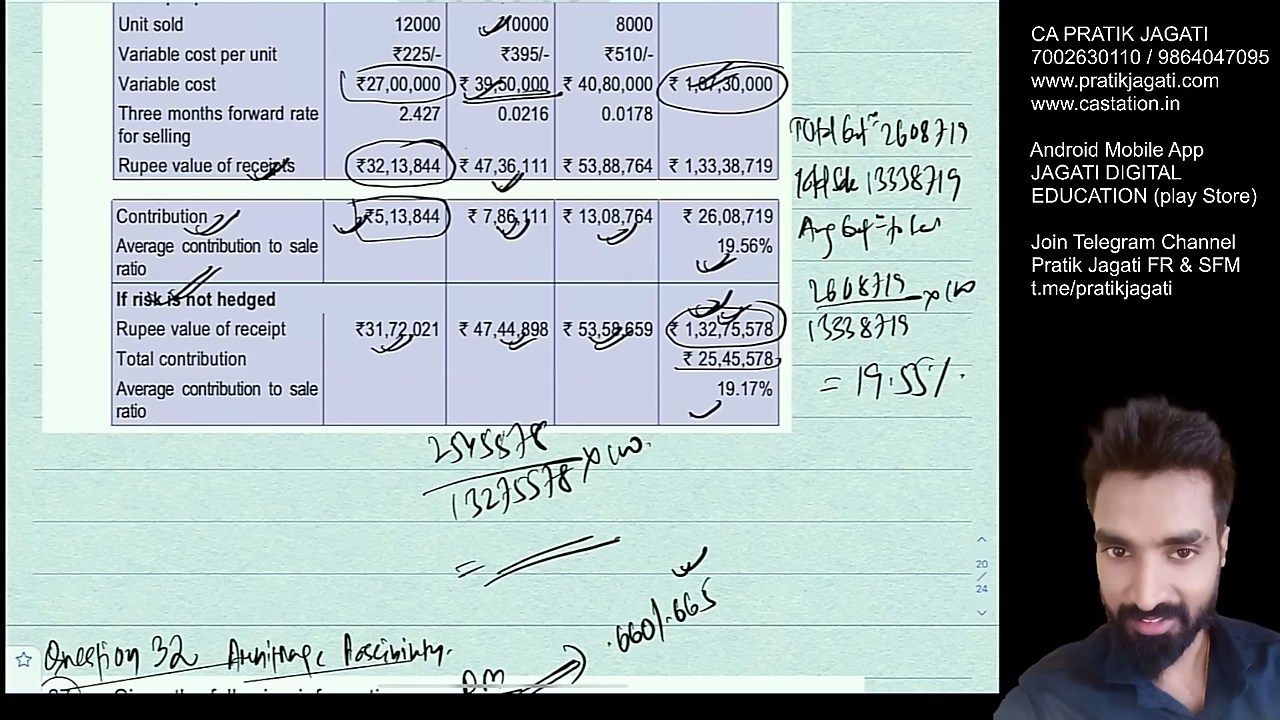 Unit sold 12000 10000 8000
Variable cost per unit ₹225/- ₹395/- ₹510/-
Variable cost ₹27,00,000 ₹ 39,50,000 ₹ 40,80,000 ₹ 1,07,30,000
Three months forward rate for selling 2.427 0.0216 0.0178
Rupee value of receipts ₹32,13,844 ₹ 47,36,111 ₹ 53,88,764 ₹ 1,33,38,719
Contribution ₹5,13,844 ₹ 7,86,111 ₹ 13,08,764 ₹ 26,08,719
Average contribution to sale ratio 19.56%
If risk is not hedged
Rupee value of receipt ₹31,72,021 ₹ 47,44,898 ₹ 53,58,659 ₹ 1,32,75,578
Total contribution ₹ 25,45,578
Average contribution to sale ratio 19.17%
2608719
Total Sale 13338719
2608719 × 100
13338719
= 19.55%.
2545578 × 100.
13275578
=
.660/.665
Question 32
CA PRATIK JAGATI
7002630110 / 9864047095
www.pratikjagati.com
www.castation.in
Android Mobile App
JAGATI DIGITAL
EDUCATION (play Store)
Join Telegram Channel
Pratik Jagati FR & SFM
t.me/pratikjagati
20
/
24